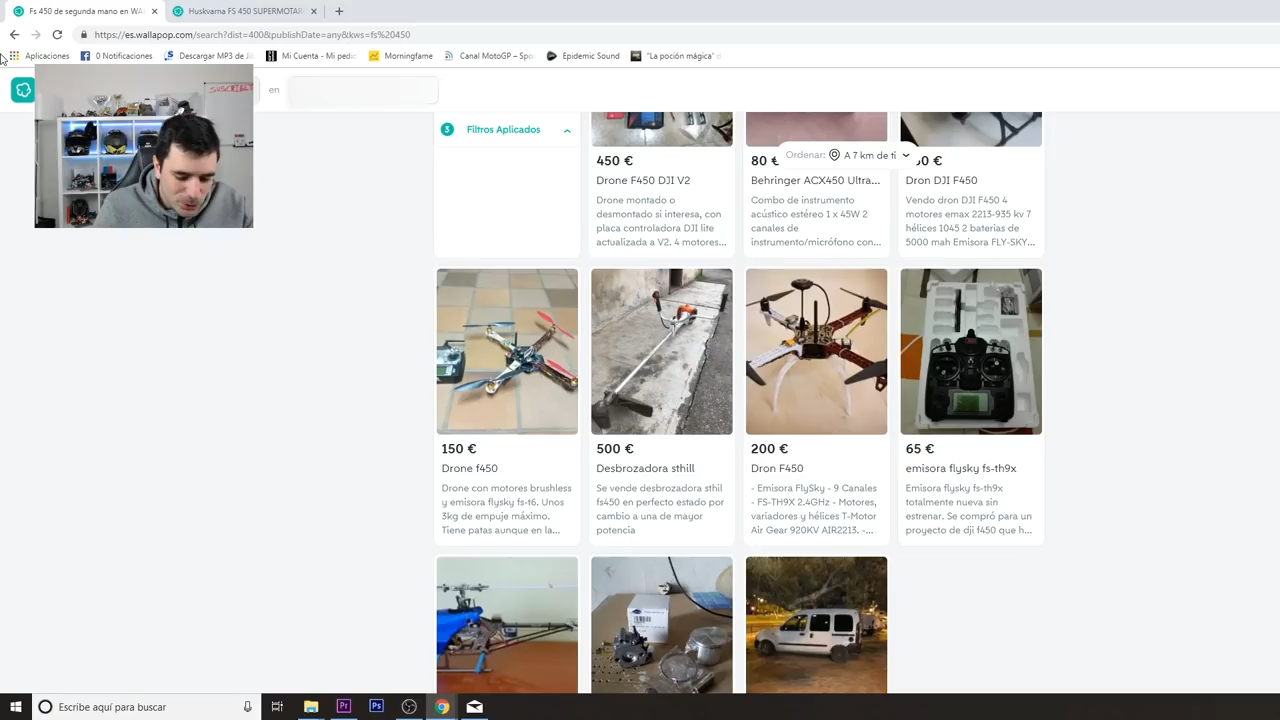 Fs 450 de segunda mano en WA
Huskvarna FS 450 SUPERMOTAR
https://es.wallapop.com/search?dist=400&publishDate=any&kws=fs%20450
Aplicaciones
0 Notificaciones
Descargar MP3 de Ji
Mi Cuenta - Mi pedi
Morningfame
Canal MotoGP – Spo
Epidemic Sound
"La poción mágica" d
SUSCRIBE
en
3 Filtros Aplicados
Ordenar: A 7 km de ti
450 €
Drone F450 DJI V2
Drone montado o
desmontado si interesa, con
placa controladora DJI lite
actualizada a V2. 4 motores...
80 €
Behringer ACX450 Ultra...
Combo de instrumento
acústico estéreo 1 x 45W 2
canales de
instrumento/micrófono con...
Dron DJI F450
Vendo dron DJI F450 4
motores emax 2213-935 kv 7
hélices 1045 2 baterias de
5000 mah Emisora FLY-SKY...
150 €
Drone f450
Drone con motores brushless
y emisora flysky fs-t6. Unos
3kg de empuje máximo.
Tiene patas aunque en la...
500 €
Desbrozadora sthill
Se vende desbrozadora sthil
fs450 en perfecto estado por
cambio a una de mayor
potencia
200 €
Dron F450
- Emisora FlySky - 9 Canales
- FS-TH9X 2.4GHz - Motores,
variadores y hélices T-Motor
Air Gear 920KV AIR2213. -...
65 €
emisora flysky fs-th9x
Emisora flysky fs-th9x
totalmente nueva sin
estrenar. Se compró para un
proyecto de dji f450 que h...
Escribe aquí para buscar
Pr
Ps